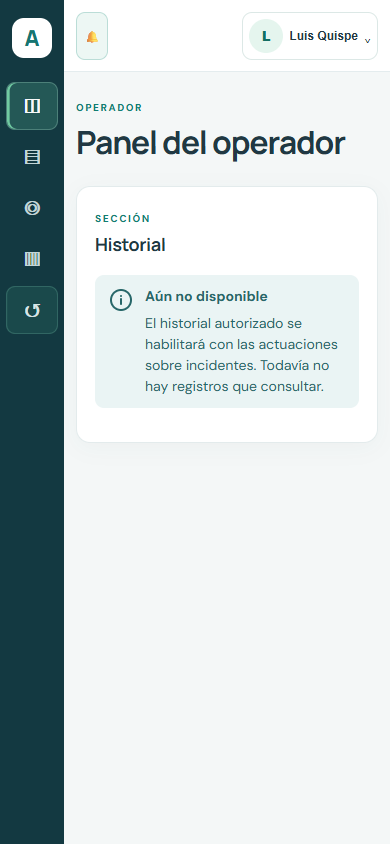 A
L
Luis Quispe
OPERADOR
Panel del operador
SECCIÓN
Historial
Aún no disponible
El historial autorizado se
habilitará con las actuaciones
sobre incidentes. Todavía no
hay registros que consultar.